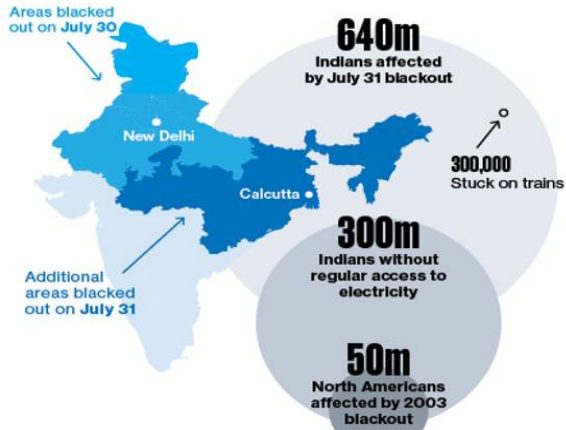 Areas blacked
out on July 30
640m
Indians affected
by July 31 blackout
New Delhi
300,000
Stuck on trains
Calcutta
300m
Indians without
regular access to
electricity
Additional
areas blacked
out on July 31
50m
North Americans
affected by 2003
blackout